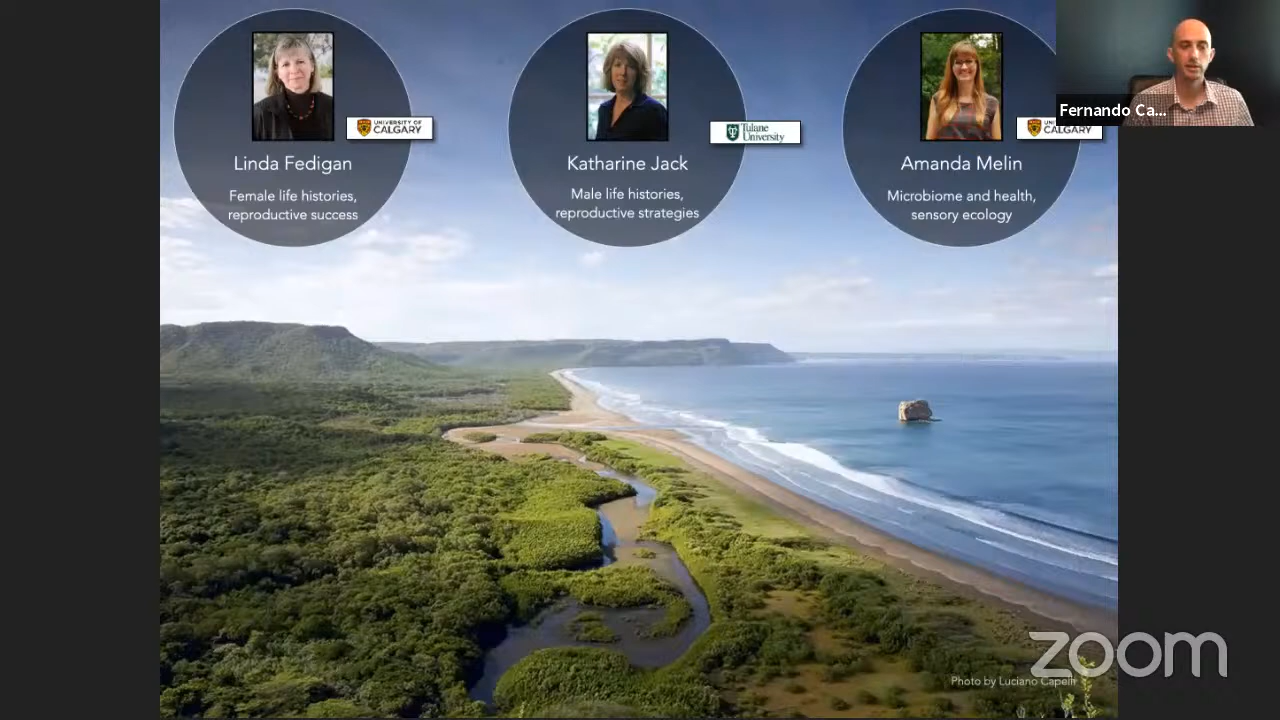 UNIVERSITY OF
CALGARY
Linda Fedigan
Female life histories,
reproductive success
Tulane
University
Katharine Jack
Male life histories,
reproductive strategies
CALGARY
Amanda Melin
Microbiome and health,
sensory ecology
Fernando Ca...
zoom
Photo by Luciano Capelli